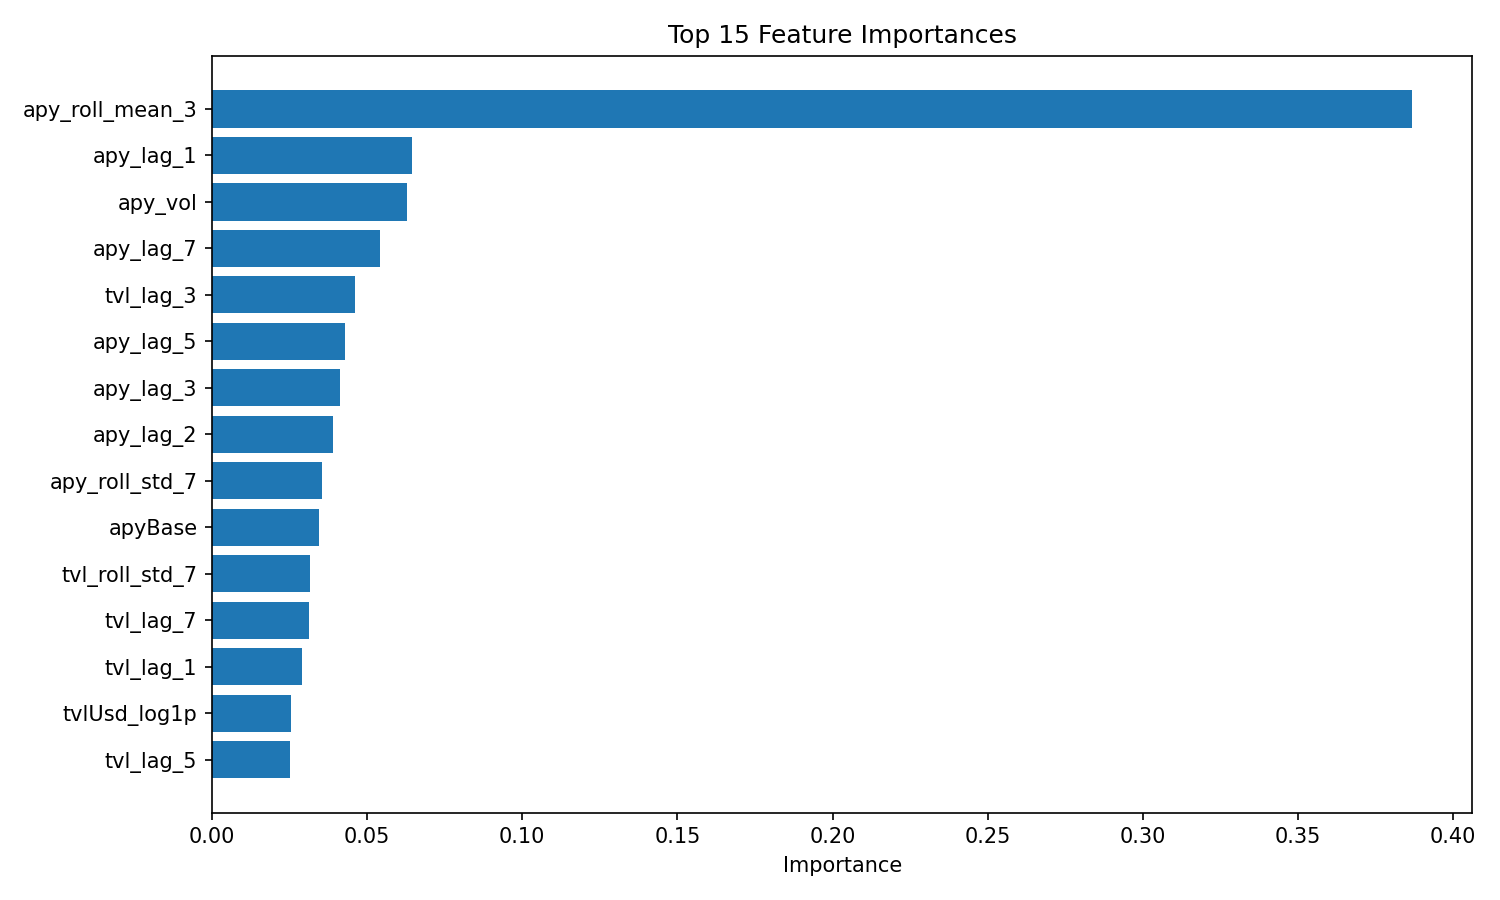 Top 15 Feature Importances
apy_roll_mean_3
apy_lag_1
apy_vol
apy_lag_7
tvl_lag_3
apy_lag_5
apy_lag_3
apy_lag_2
apy_roll_std_7
apyBase
tvl_roll_std_7
tvl_lag_7
tvl_lag_1
tvlUsd_log1p
tvl_lag_5
0.00 0.05 0.10 0.15 0.20 0.25 0.30 0.35 0.40
Importance